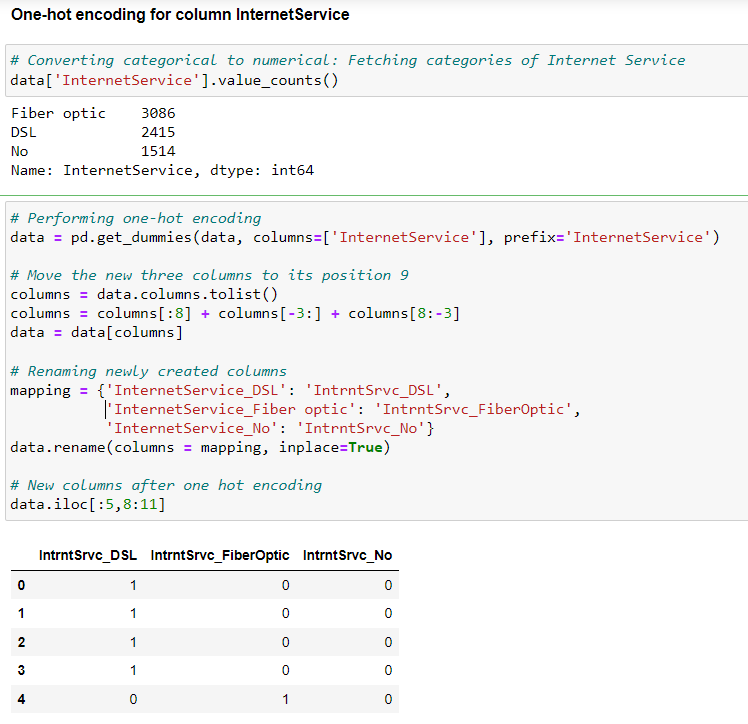 One-hot encoding for column InternetService
# Converting categorical to numerical: Fetching categories of Internet Service
data['InternetService'].value_counts()
Fiber optic    3086
DSL            2415
No             1514
Name: InternetService, dtype: int64
# Performing one-hot encoding
data = pd.get_dummies(data, columns=['InternetService'], prefix='InternetService')
# Move the new three columns to its position 9
columns = data.columns.tolist()
columns = columns[:8] + columns[-3:] + columns[8:-3]
data = data[columns]
# Renaming newly created columns
mapping = {'InternetService_DSL': 'IntrntSrvc_DSL',
'InternetService_Fiber optic': 'IntrntSrvc_FiberOptic',
'InternetService_No': 'IntrntSrvc_No'}
data.rename(columns = mapping, inplace=True)
# New columns after one hot encoding
data.iloc[:5,8:11]
IntrntSrvc_DSL IntrntSrvc_FiberOptic IntrntSrvc_No
0 1 0 0
1 1 0 0
2 1 0 0
3 1 0 0
4 0 1 0